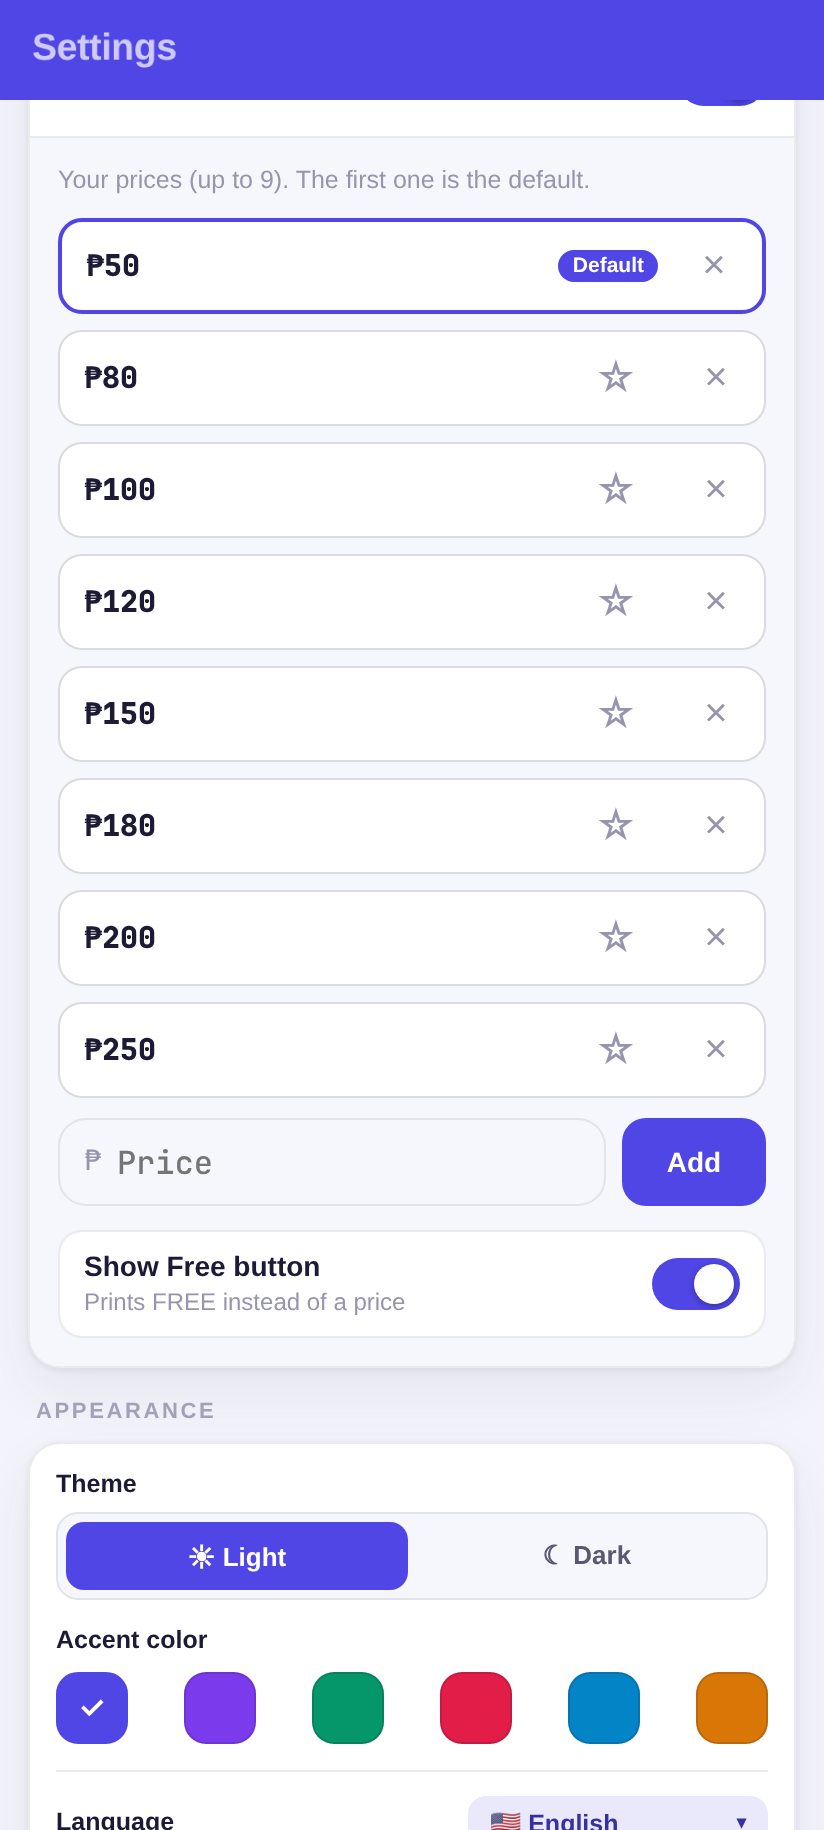 Settings
Your prices (up to 9). The first one is the default.
₱50 Default ✕
₱80 ☆ ✕
₱100 ☆ ✕
₱120 ☆ ✕
₱150 ☆ ✕
₱180 ☆ ✕
₱200 ☆ ✕
₱250 ☆ ✕
₱ Price Add
Show Free button
Prints FREE instead of a price
APPEARANCE
Theme
☀ Light ☾ Dark
Accent color
Language 🇺🇸 English ▼